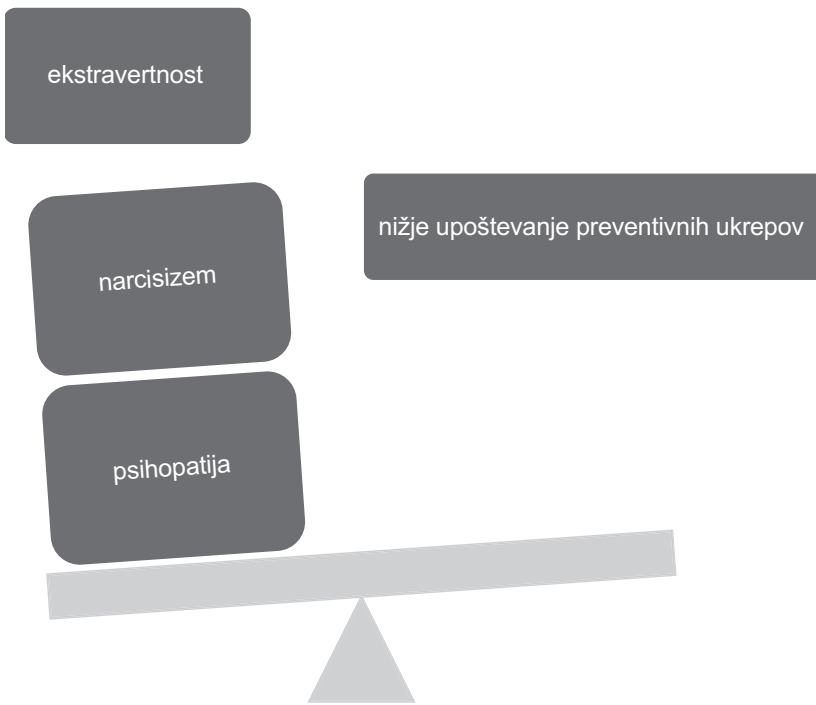 ekstravertnost
nižje upoštevanje preventivnih ukrepov
narcisizem
psihopatija